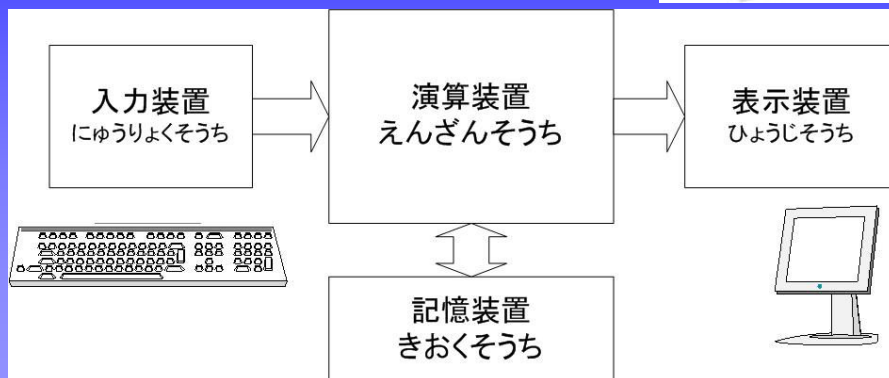 入力装置
にゅうりょくそうち
演算装置
えんざんそうち
表示装置
ひょうじそうち
記憶装置
きおくそうち